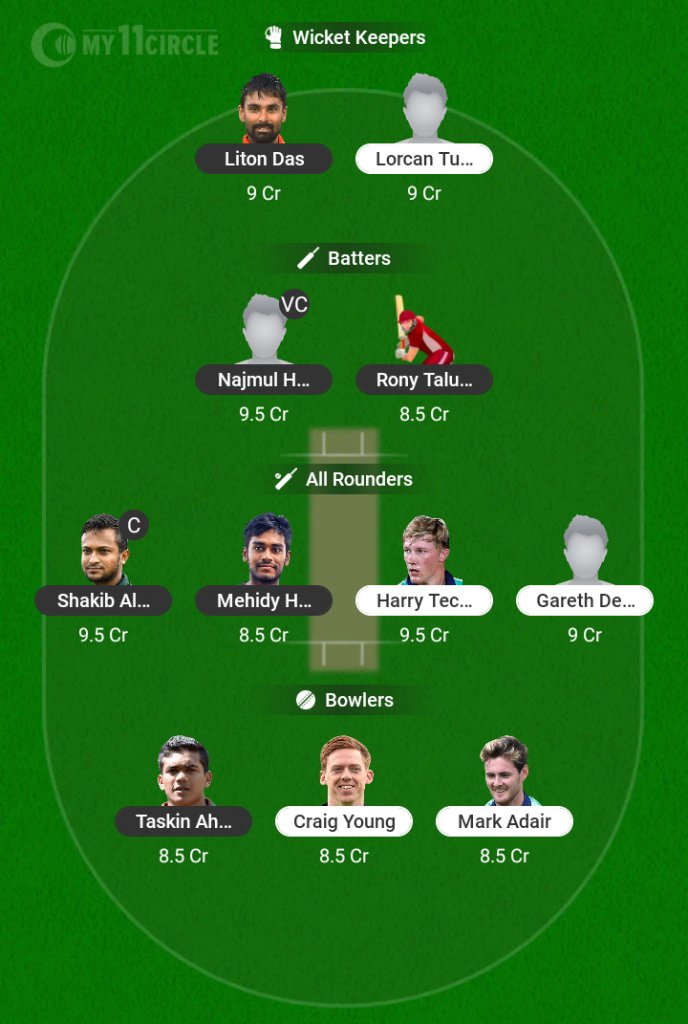 MY11CIRCLE
Wicket Keepers
Liton Das
Lorcan Tu...
9 Cr
9 Cr
Batters
VC
Najmul H...
Rony Talu...
9.5 Cr
8.5 Cr
All Rounders
C
Shakib Al...
Mehidy H...
Harry Tec...
Gareth De...
9.5 Cr
8.5 Cr
9.5 Cr
9 Cr
Bowlers
Taskin Ah...
Craig Young
Mark Adair
8.5 Cr
8.5 Cr
8.5 Cr